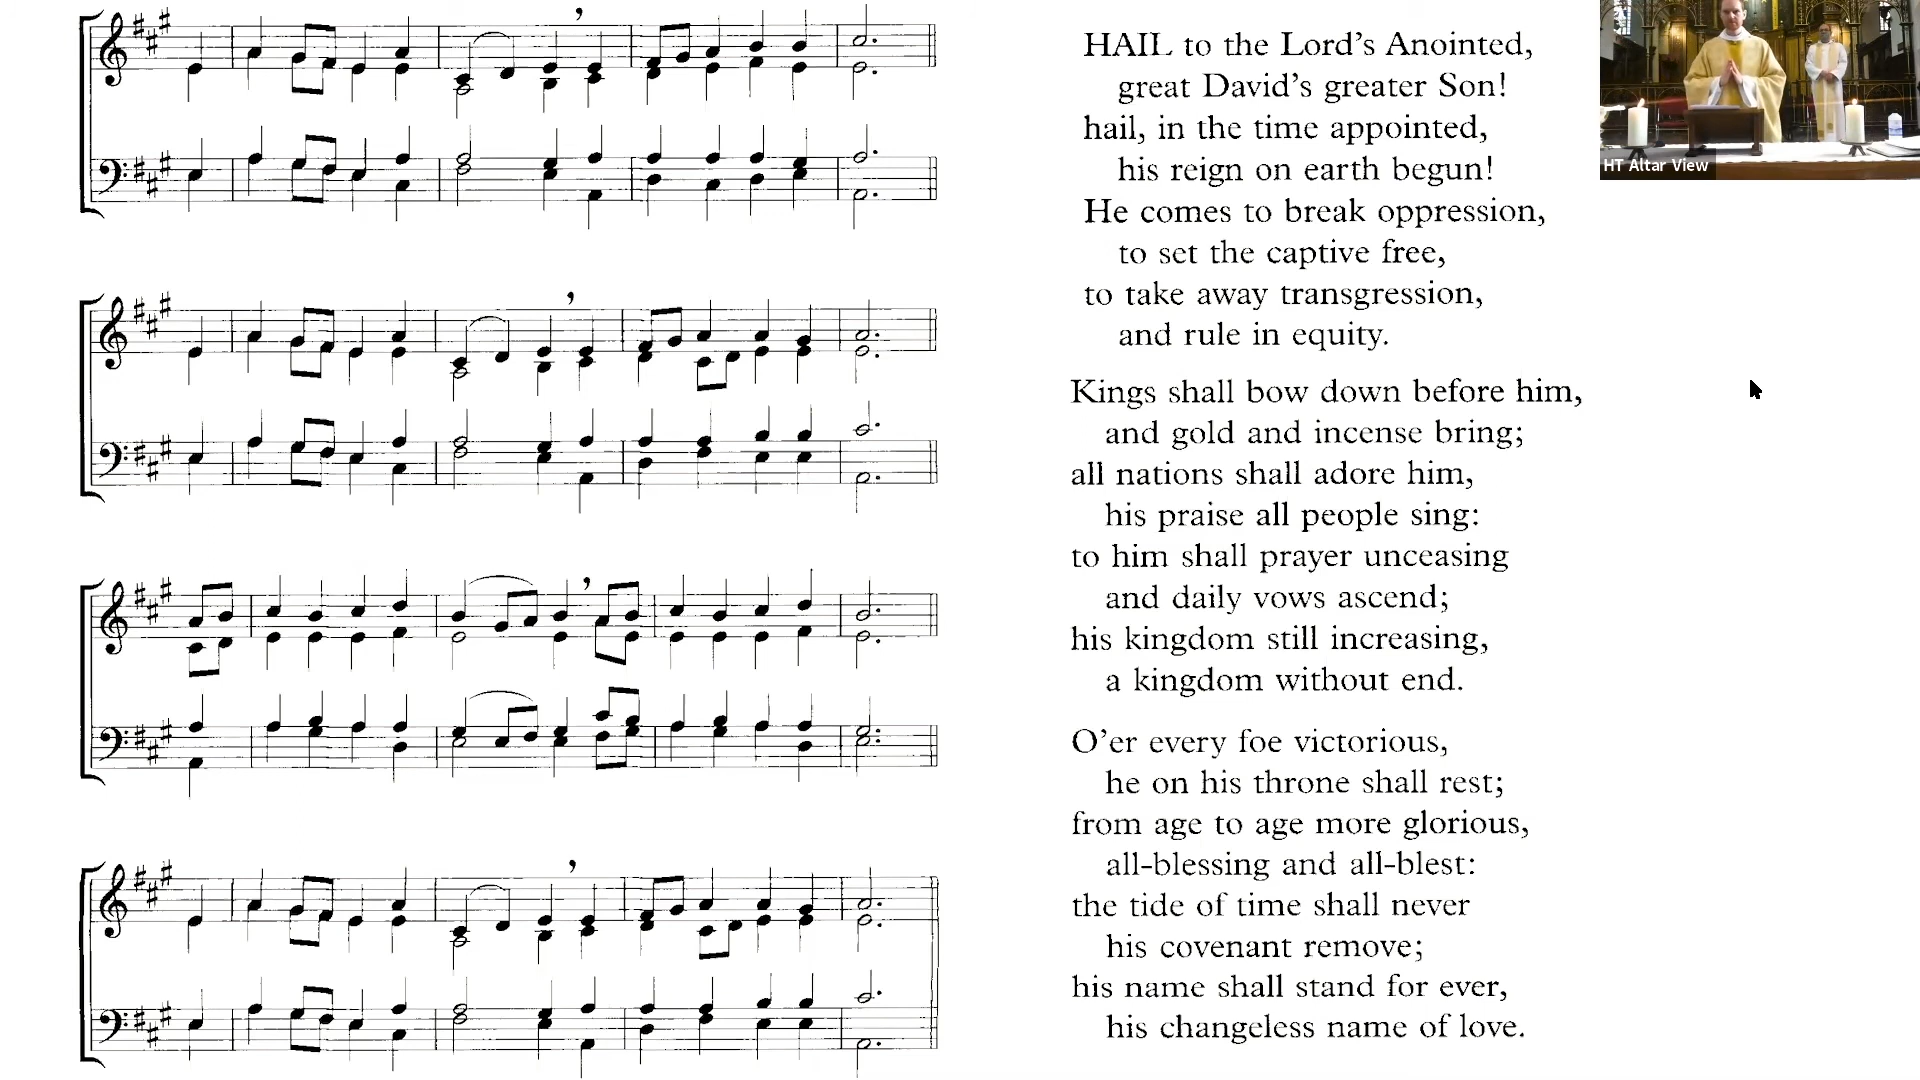 HAIL to the Lord's Anointed,
great David's greater Son!
hail, in the time appointed,
his reign on earth begun!
He comes to break oppression,
to set the captive free,
to take away transgression,
and rule in equity.
Kings shall bow down before him,
and gold and incense bring;
all nations shall adore him,
his praise all people sing:
to him shall prayer unceasing
and daily vows ascend;
his kingdom still increasing,
a kingdom without end.
O'er every foe victorious,
he on his throne shall rest;
from age to age more glorious,
all-blessing and all-blest:
the tide of time shall never
his covenant remove;
his name shall stand for ever,
his changeless name of love.
HT Altar View